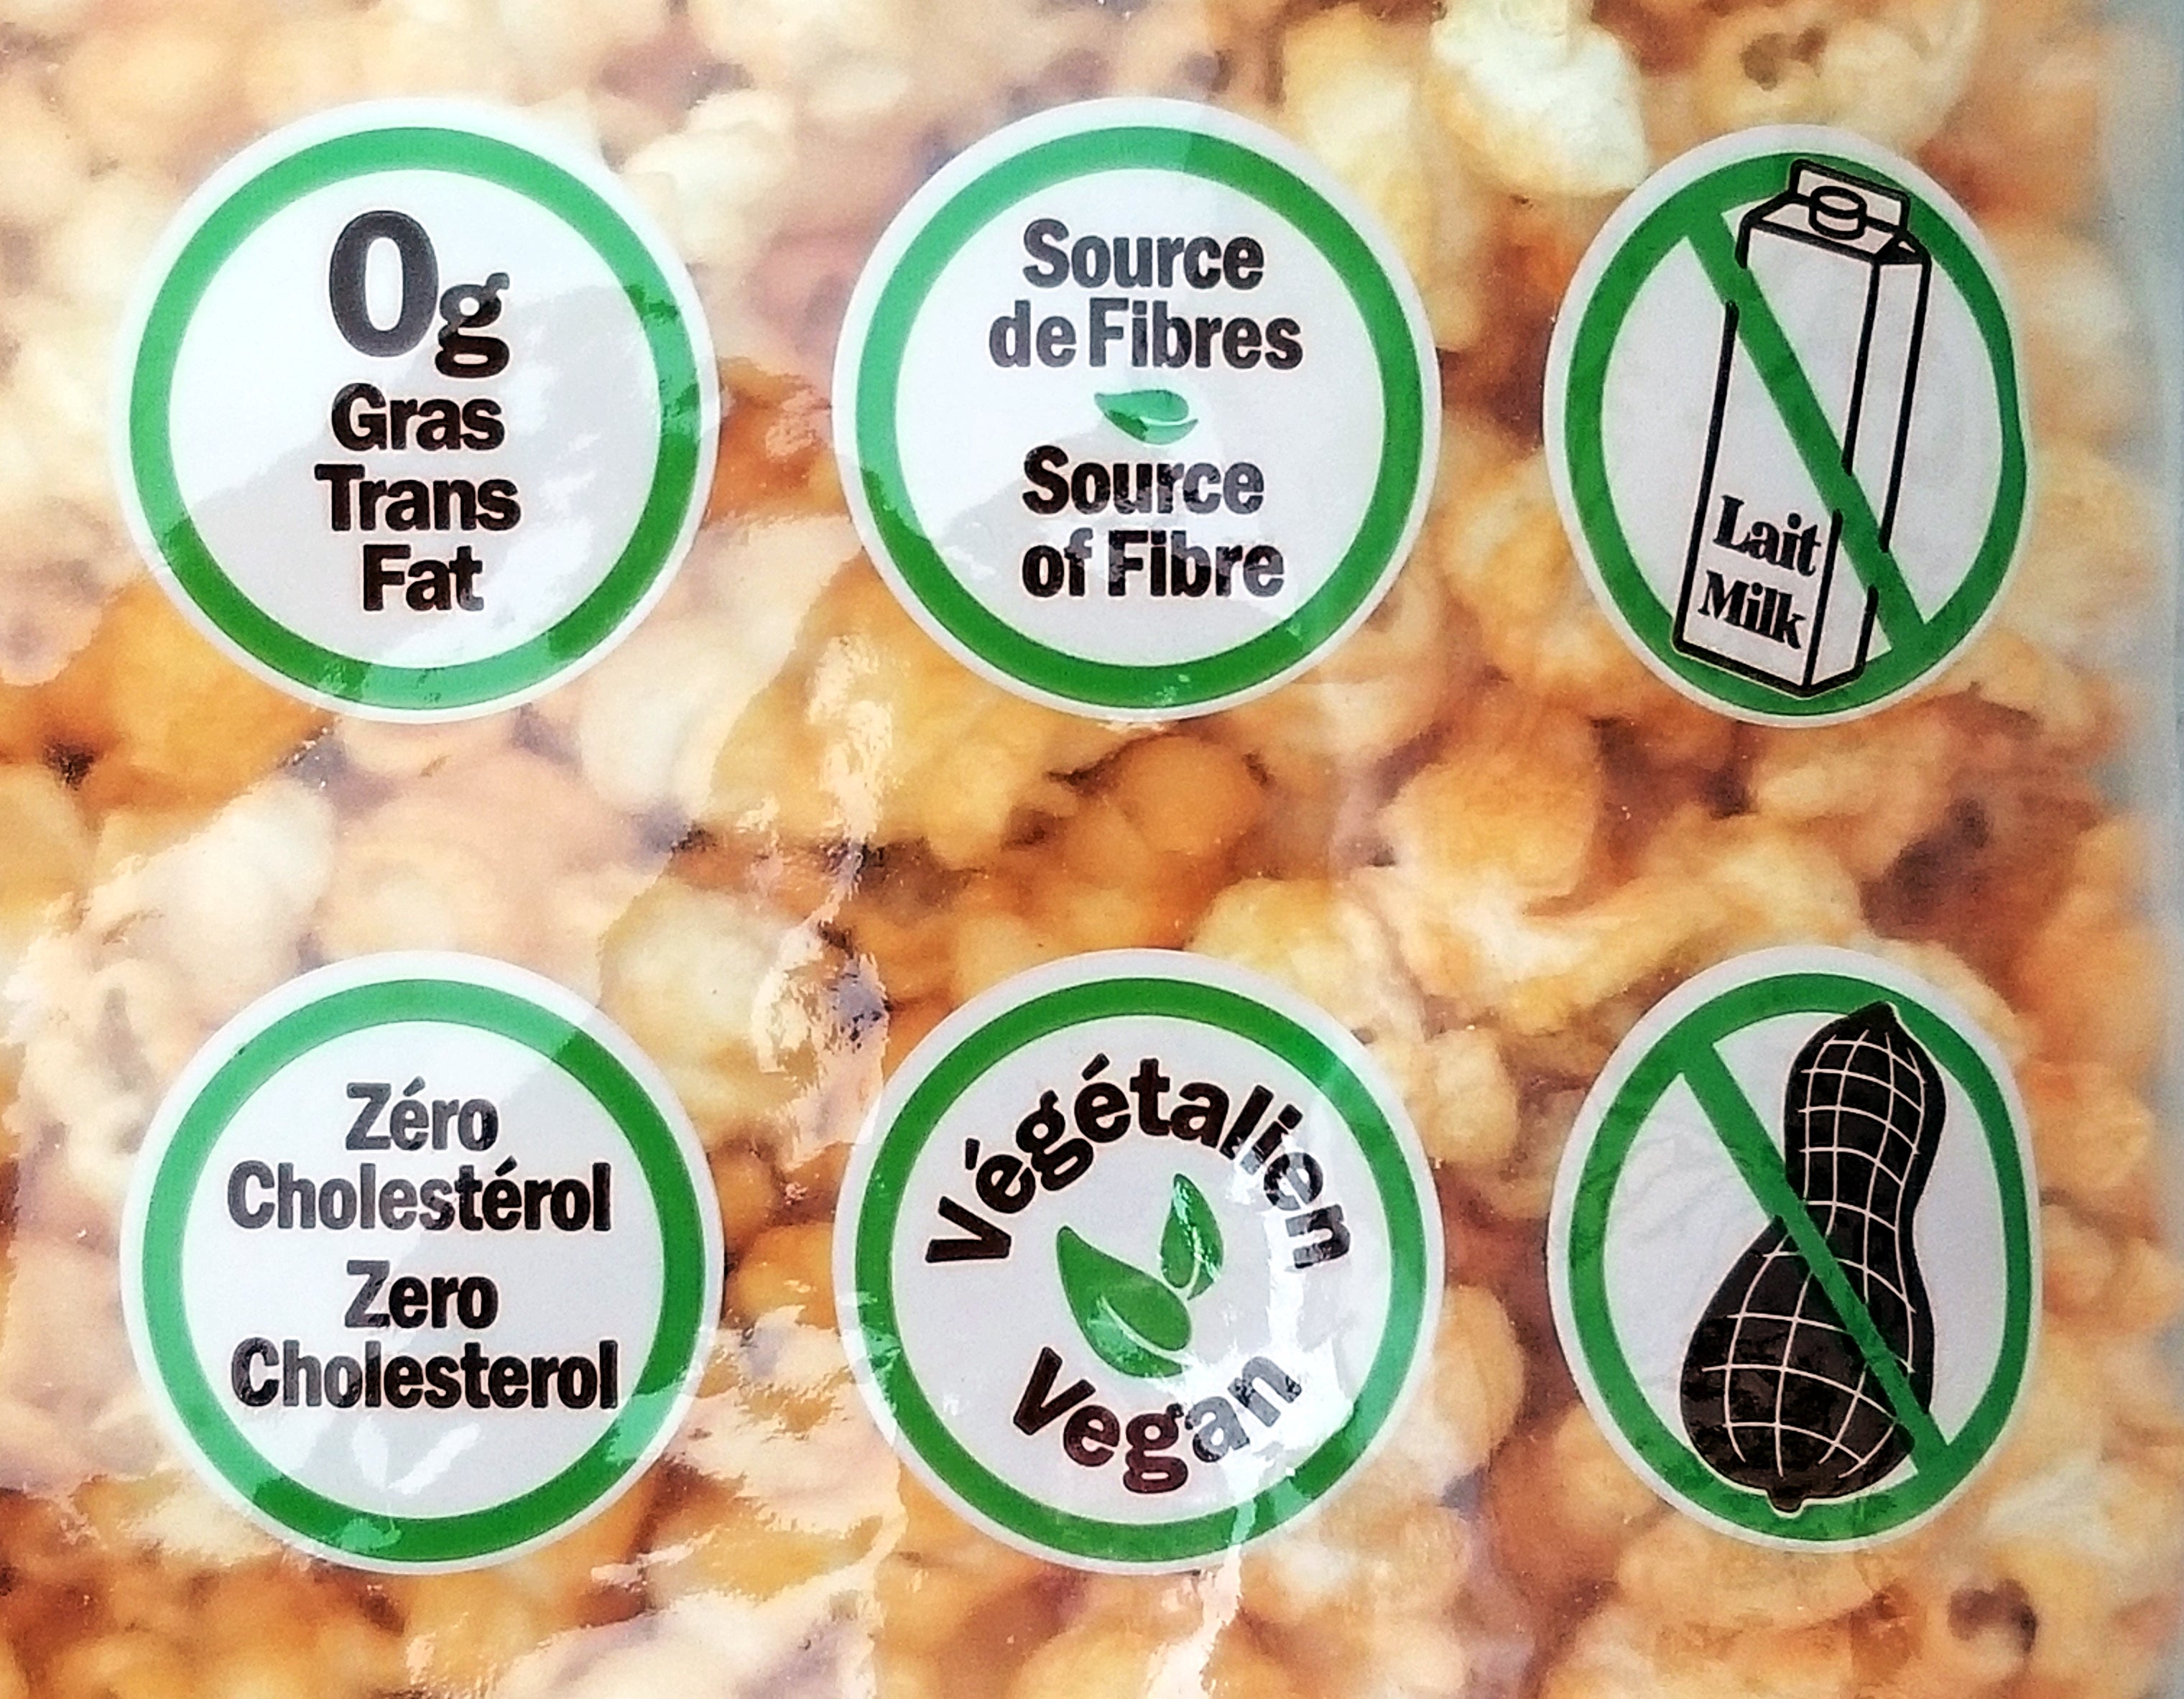 0g
Gras
Trans
Fat
Source
de Fibres
Source
of Fibre
Lait
Milk
Zéro
Cholestérol
Zero
Cholesterol
Végétalien
Vegan